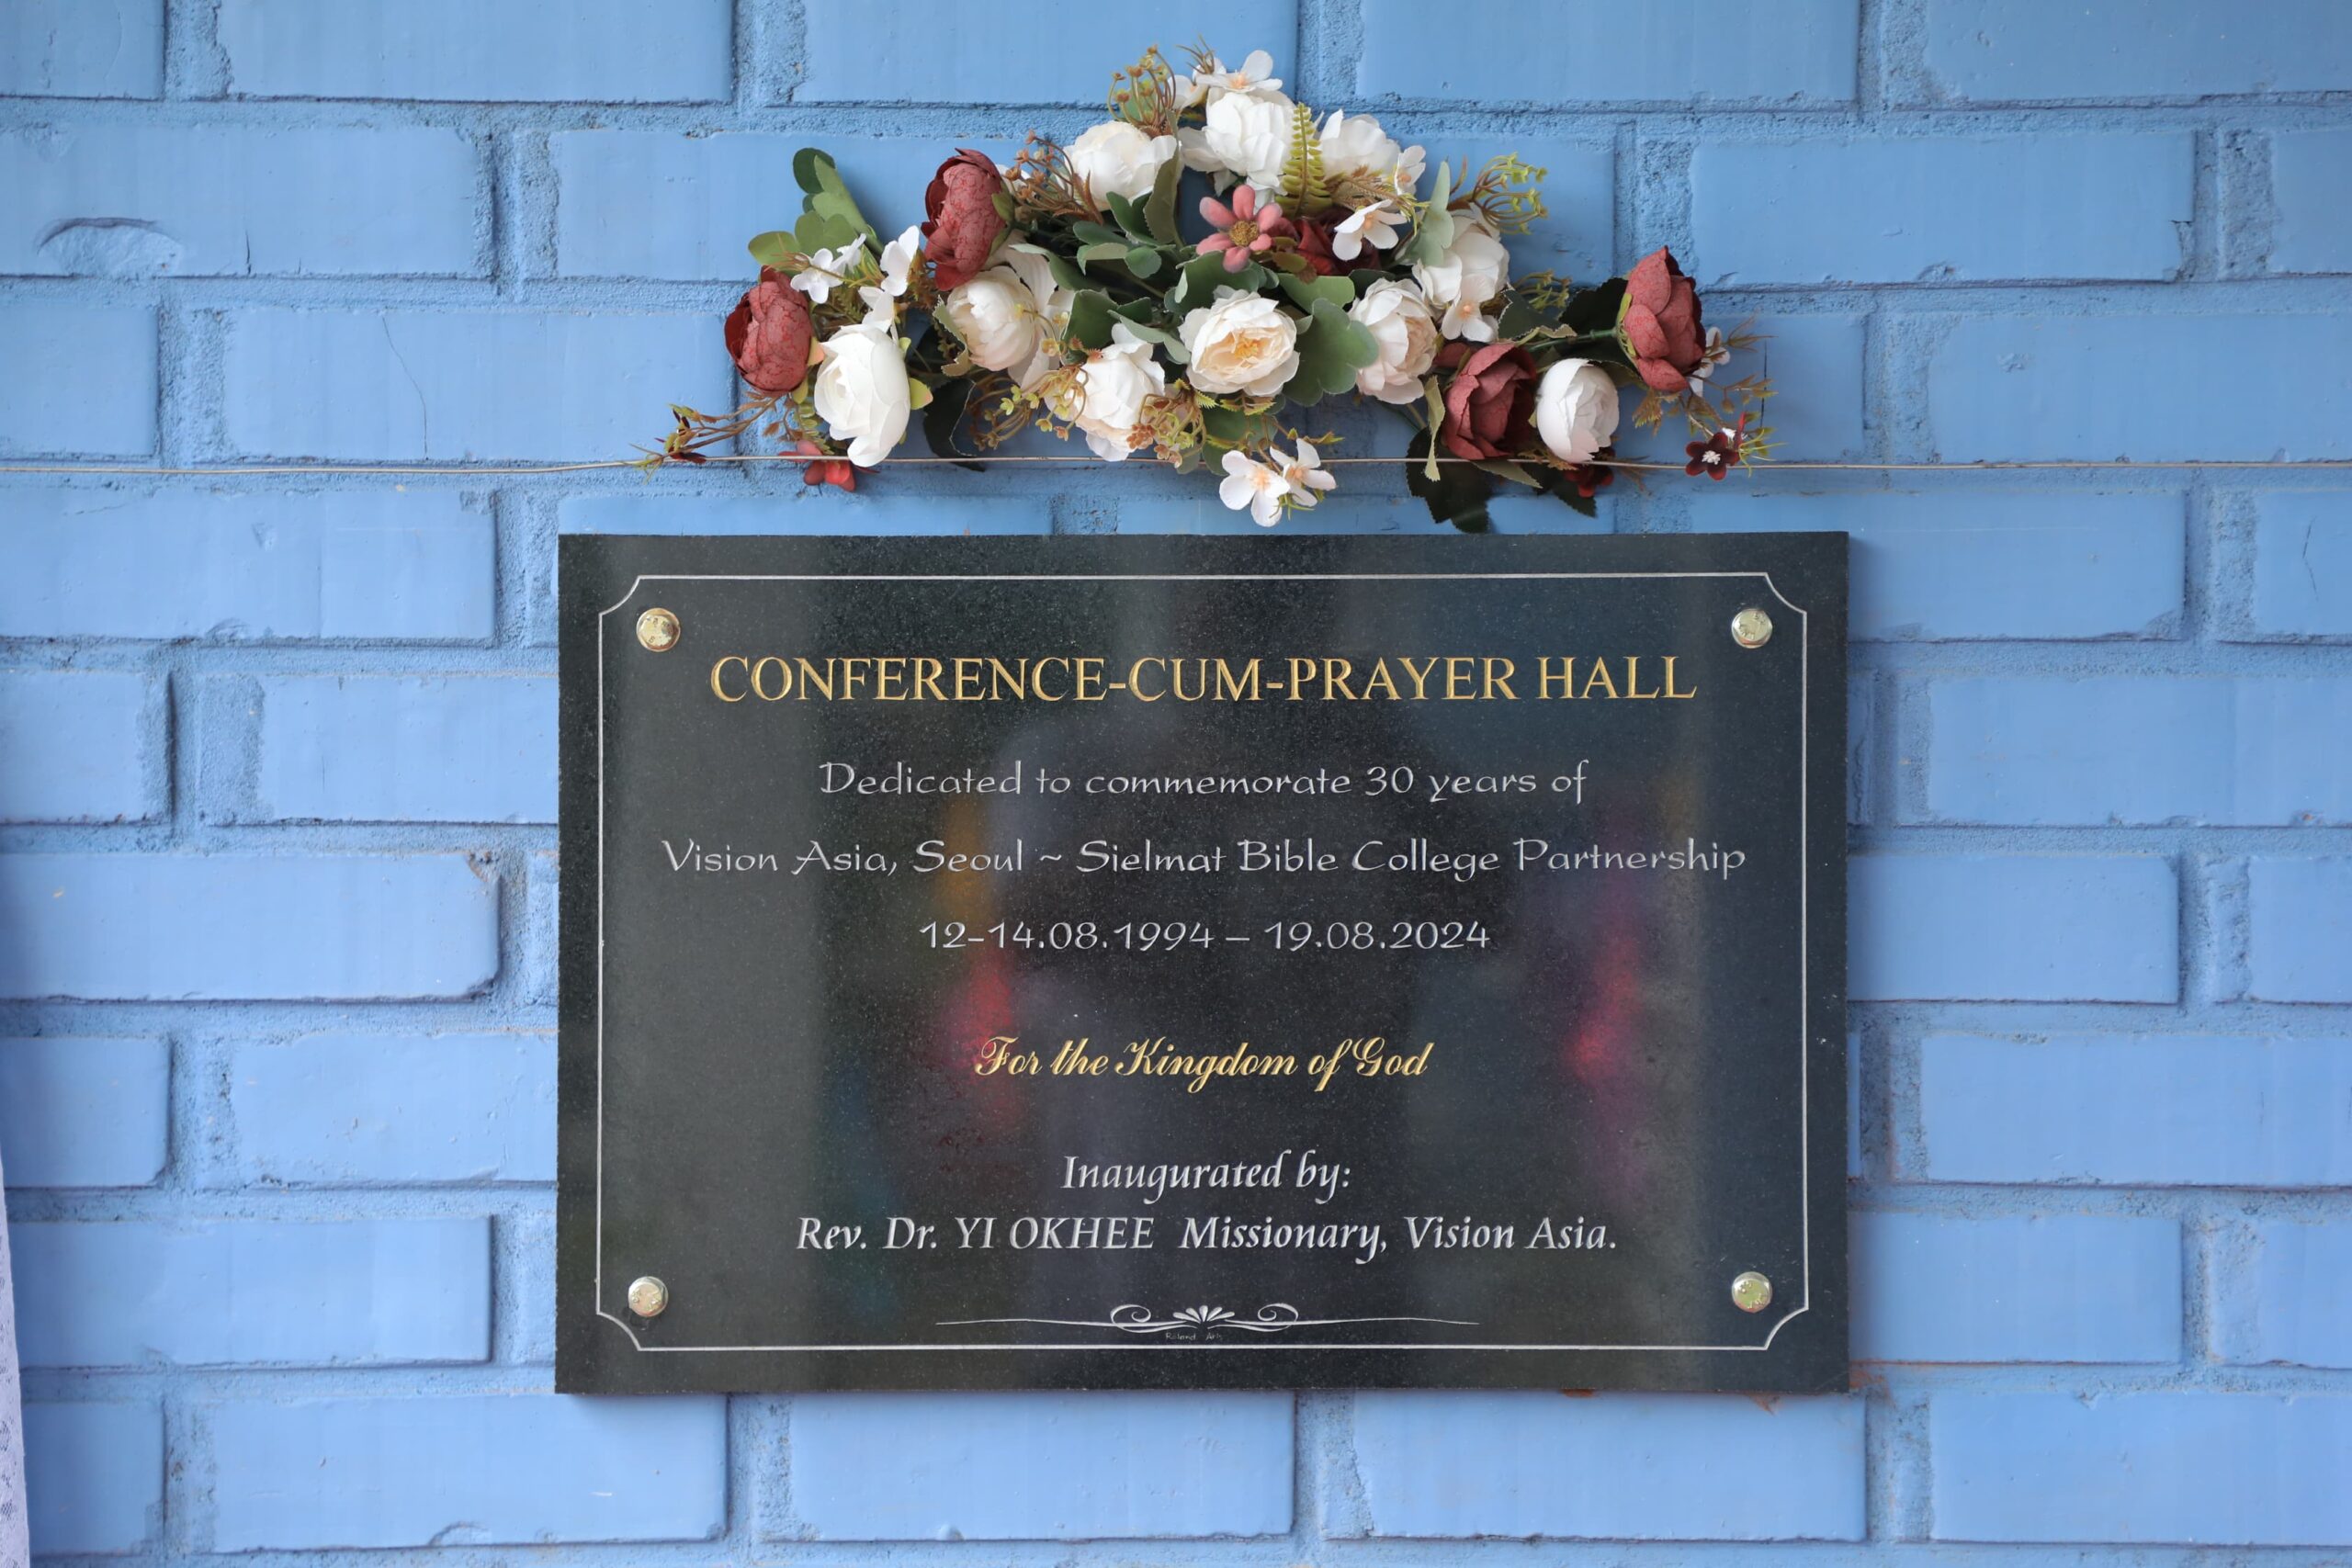 CONFERENCE-CUM-PRAYER HALL
Dedicated to commemorate 30 years of
Vision Asia, Seoul ~ Sielmat Bible College Partnership
12-14.08.1994 – 19.08.2024
For the Kingdom of God
Inaugurated by:
Rev. Dr. YI OKHEE Missionary, Vision Asia.